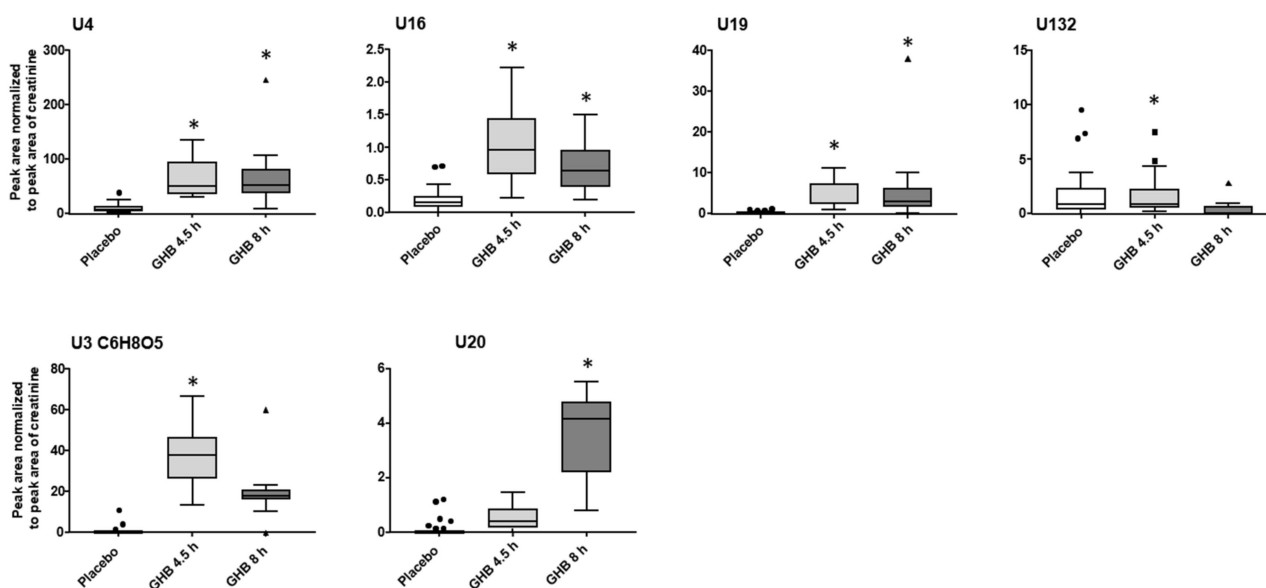 U4
Peak area normalized
to peak area of creatinine
300
200
100
0
*
*
Placebo
GHB 4.5 h
GHB 8 h
U16
2.5
2.0
1.5
1.0
0.5
0.0
*
*
Placebo
GHB 4.5 h
GHB 8 h
U19
40
30
20
10
0
*
*
Placebo
GHB 4.5 h
GHB 8 h
U132
15
10
5
0
*
Placebo
GHB 4.5 h
GHB 8 h
U3 C6H8O5
Peak area normalized
to peak area of creatinine
80
60
40
20
0
*
Placebo
GHB 4.5 h
GHB 8 h
U20
6
4
2
0
*
Placebo
GHB 4.5 h
GHB 8 h